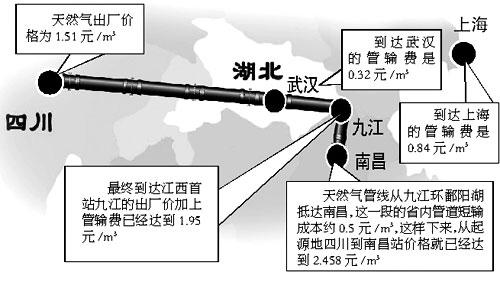 天然气出厂价
格为 1.51 元 /m³
上海
到达武汉
的管输费是
0.32 元 /m³
湖北
武汉
四川
九江
到达上海
的管输费是
0.84 元 /m³
南昌
最终到达江西首
站九江的出厂价加上
管输费已经达到 1.95
元 /m³
天然气管线从九江环鄱阳湖
抵达南昌，这一段的省内管道短输
成本约 0.5 元 /m³，这样下来，从起
源地四川到南昌站价格就已经达
到 2.458 元 /m³